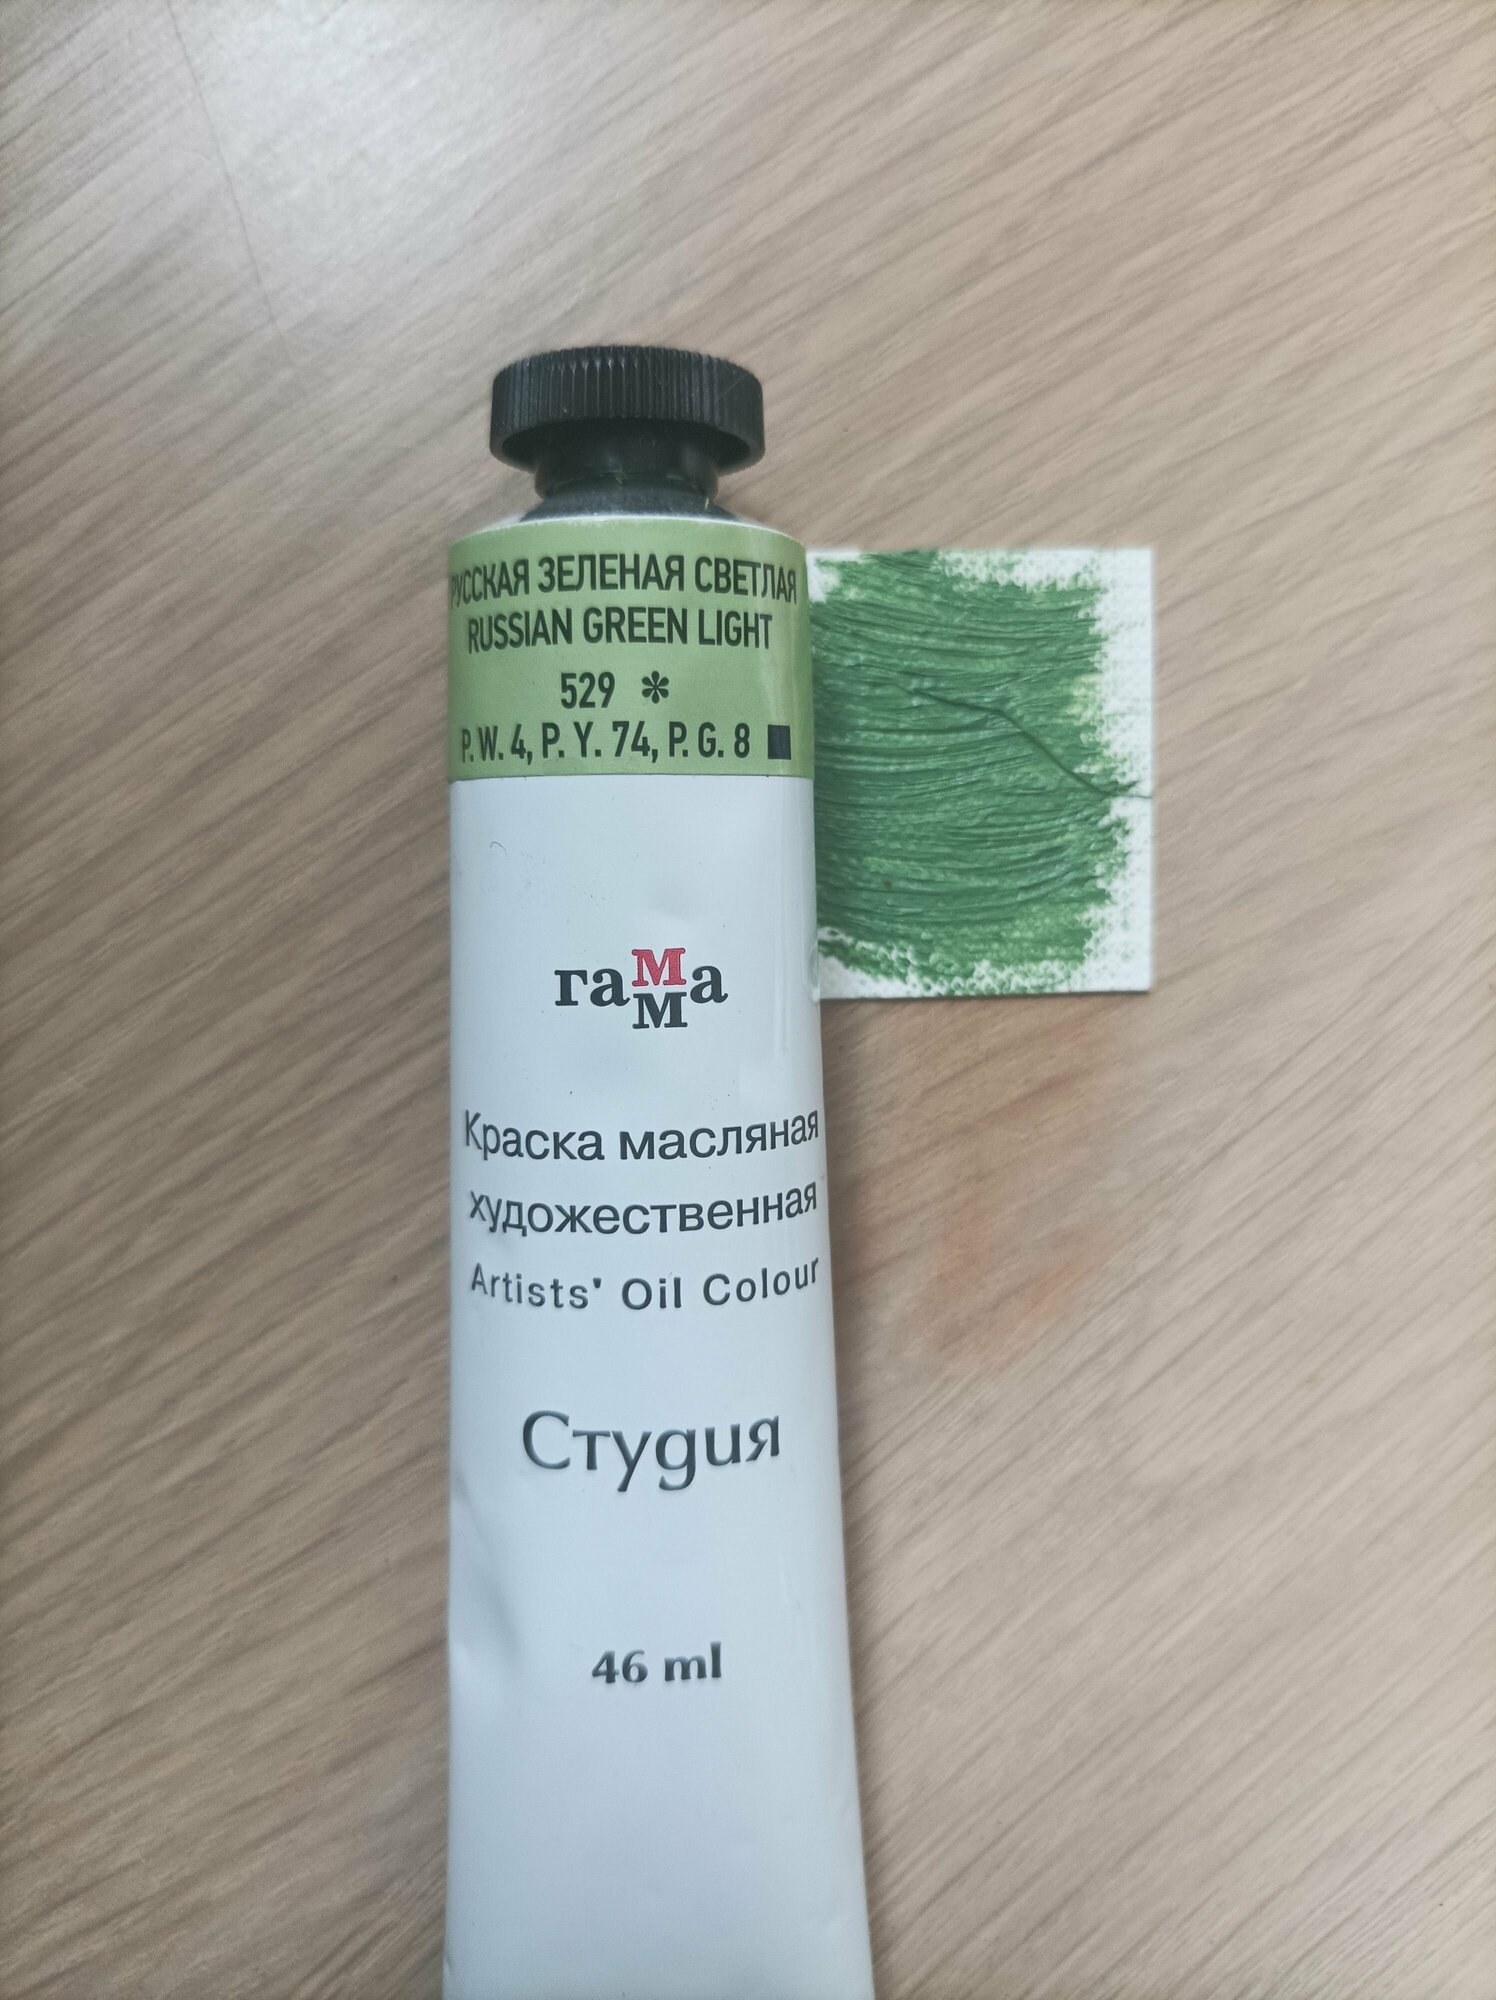 РУССКАЯ ЗЕЛЕНАЯ СВЕТЛАЯ
RUSSIAN GREEN LIGHT
529 *
P. W. 4, P. Y. 74, P. G. 8
гамма
Краска масляная
художественная
Artists' Oil Colour
Студия
46 ml